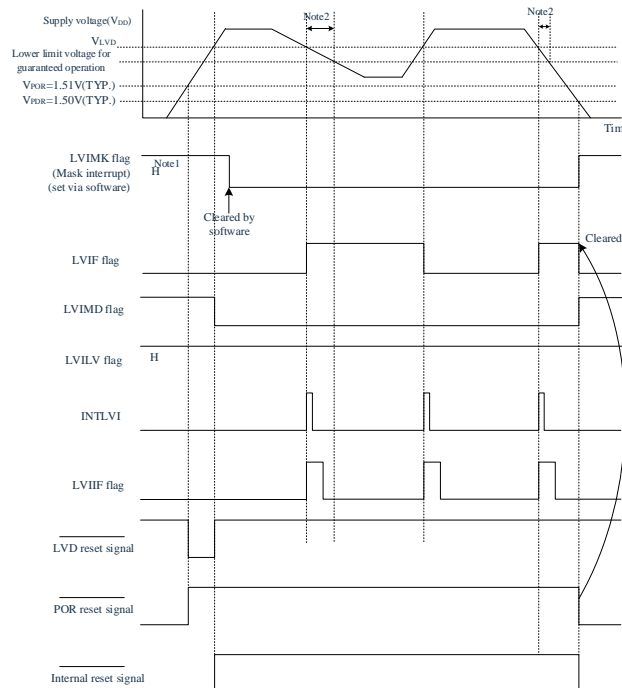 Note2
Note2
Supply voltage(VDD)
VLVD
Lower limit voltage for
guaranteed operation
VPOR=1.51V(TYP.)
VPDR=1.50V(TYP.)
Tim
LVIMK flag
(Mask interrupt)
(set via software)
Note1
H
Cleared by
software
Cleared
LVIF flag
LVIMD flag
LVILV flag
H
INTLVI
LVIIF flag
LVD reset signal
POR reset signal
Internal reset signal